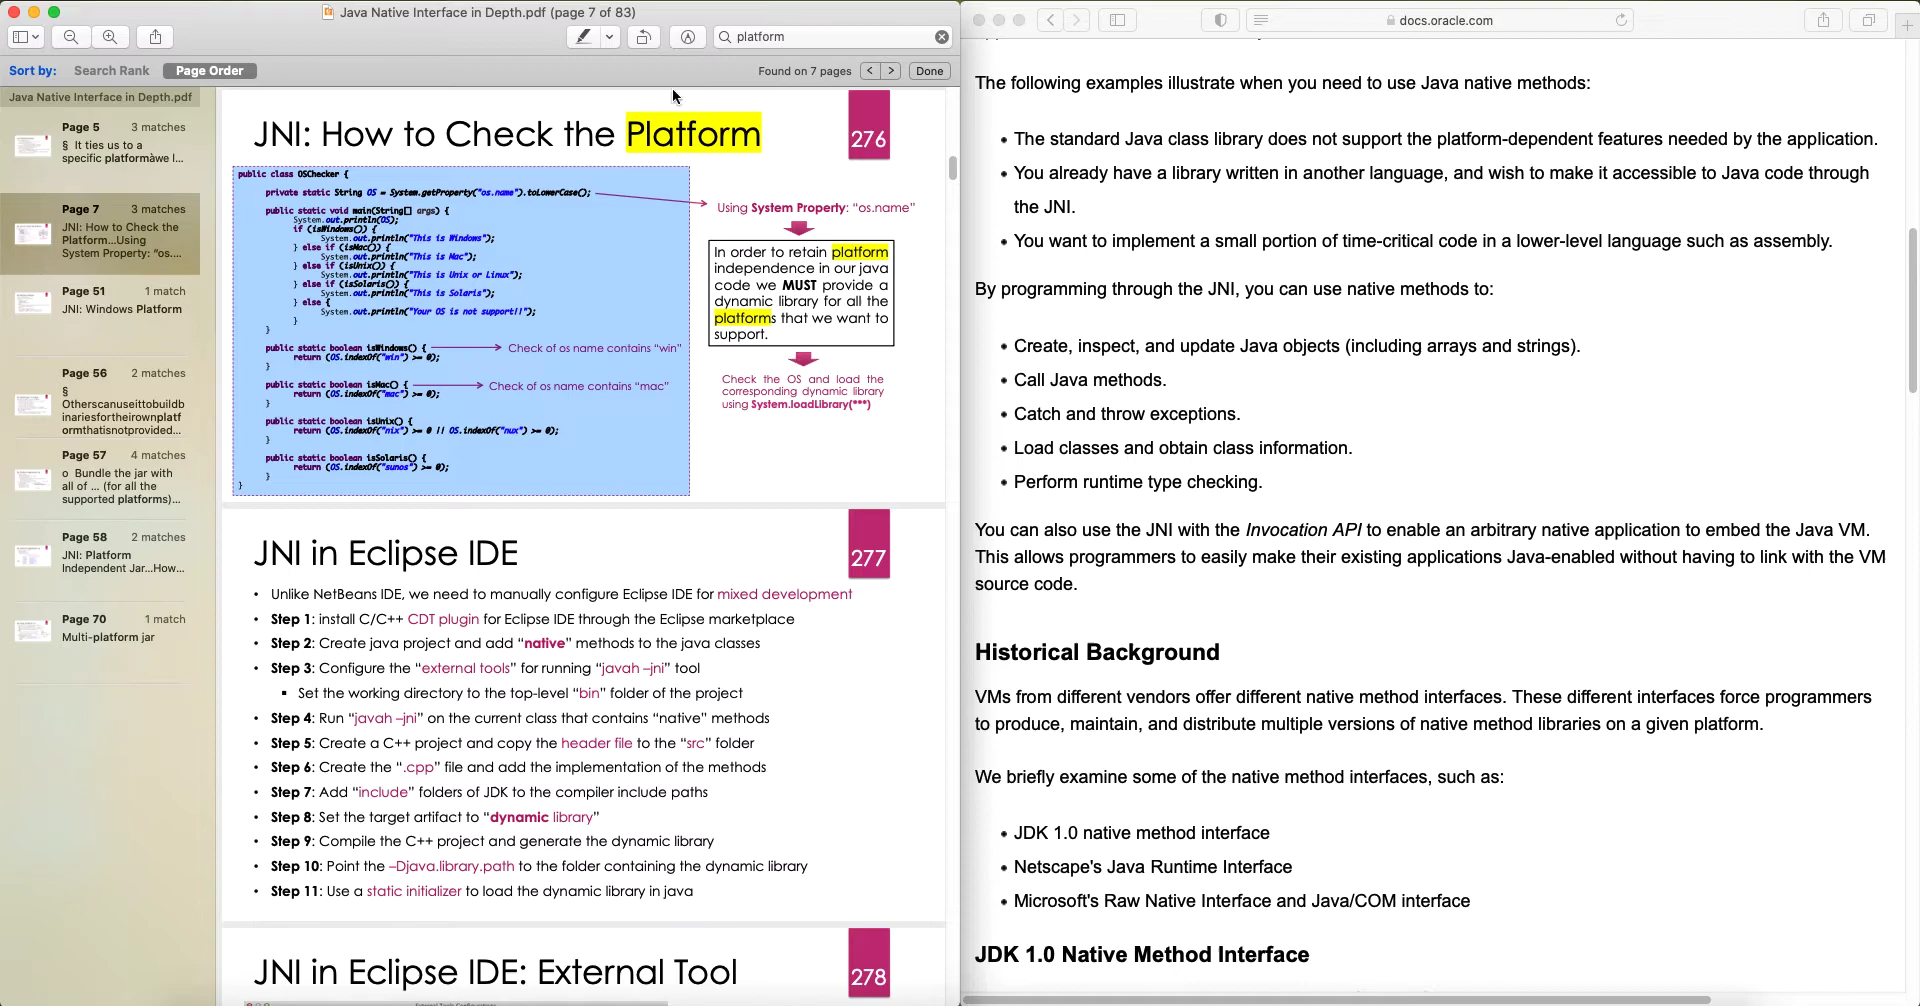 Java Native Interface in Depth.pdf (page 7 of 83)
platform
Sort by: Search Rank Page Order
Found on 7 pages < > Done
Java Native Interface in Depth.pdf
Page 5 3 matches
§ It ties us to a
specific platformàwe l...
Page 7 3 matches
JNI: How to Check the
Platform...Using
System Property: “os....
Page 51 1 match
JNI: Windows Platform
Page 56 2 matches
§
Otherscanuseittobuildb
inariesfortheirownplatf
ormthatisnotprovided...
Page 57 4 matches
o Bundle the jar with
all of ... (for all the
supported platforms)...
Page 58 2 matches
JNI: Platform
Independent Jar...How...
Page 70 1 match
Multi-platform jar
JNI: How to Check the Platform
276
public class OSChecker {
private static String OS = System.getProperty("os.name").toLowerCase();
public static void main(String[] args) {
System.out.println(OS);
if (isWindows()) {
System.out.println("This is Windows");
} else if (isMac()) {
System.out.println("This is Mac");
} else if (isUnix()) {
System.out.println("This is Unix or Linux");
} else if (isSolaris()) {
System.out.println("This is Solaris");
} else {
System.out.println("Your OS is not support!!");
}
}
public static boolean isWindows() {
return (OS.indexOf("win") >= 0);
}
public static boolean isMac() {
return (OS.indexOf("mac") >= 0);
}
public static boolean isUnix() {
return (OS.indexOf("nix") >= 0 || OS.indexOf("nux") >= 0);
}
public static boolean isSolaris() {
return (OS.indexOf("sunos") >= 0);
}
}
Check of os name contains “win”
Check of os name contains “mac”
Using System Property: “os.name”
In order to retain platform
independence in our java
code we MUST provide a
dynamic library for all the
platforms that we want to
support.
Check the OS and load the
corresponding dynamic library
using System.loadLibrary(***)
JNI in Eclipse IDE
277
• Unlike NetBeans IDE, we need to manually configure Eclipse IDE for mixed development
• Step 1: install C/C++ CDT plugin for Eclipse IDE through the Eclipse marketplace
• Step 2: Create java project and add “native” methods to the java classes
• Step 3: Configure the “external tools” for running “javah –jni” tool
▪ Set the working directory to the top-level “bin” folder of the project
• Step 4: Run “javah –jni” on the current class that contains “native” methods
• Step 5: Create a C++ project and copy the header file to the “src” folder
• Step 6: Create the “.cpp” file and add the implementation of the methods
• Step 7: Add “include” folders of JDK to the compiler include paths
• Step 8: Set the target artifact to “dynamic library”
• Step 9: Compile the C++ project and generate the dynamic library
• Step 10: Point the –Djava.library.path to the folder containing the dynamic library
• Step 11: Use a static initializer to load the dynamic library in java
JNI in Eclipse IDE: External Tool
278
docs.oracle.com
The following examples illustrate when you need to use Java native methods:
• The standard Java class library does not support the platform-dependent features needed by the application.
• You already have a library written in another language, and wish to make it accessible to Java code through
the JNI.
• You want to implement a small portion of time-critical code in a lower-level language such as assembly.
By programming through the JNI, you can use native methods to:
• Create, inspect, and update Java objects (including arrays and strings).
• Call Java methods.
• Catch and throw exceptions.
• Load classes and obtain class information.
• Perform runtime type checking.
You can also use the JNI with the Invocation API to enable an arbitrary native application to embed the Java VM.
This allows programmers to easily make their existing applications Java-enabled without having to link with the VM
source code.
Historical Background
VMs from different vendors offer different native method interfaces. These different interfaces force programmers
to produce, maintain, and distribute multiple versions of native method libraries on a given platform.
We briefly examine some of the native method interfaces, such as:
• JDK 1.0 native method interface
• Netscape's Java Runtime Interface
• Microsoft's Raw Native Interface and Java/COM interface
JDK 1.0 Native Method Interface